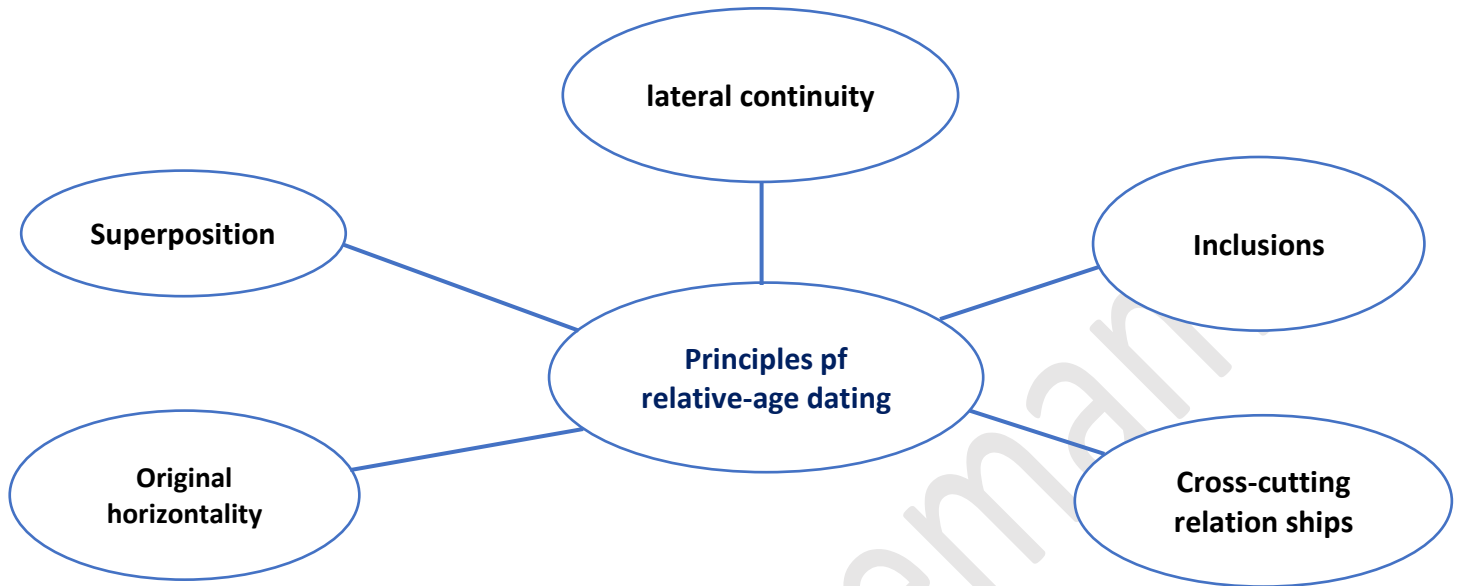 lateral continuity
Superposition
Inclusions
Principles pf
relative-age dating
Original
horizontality
Cross-cutting
relation ships